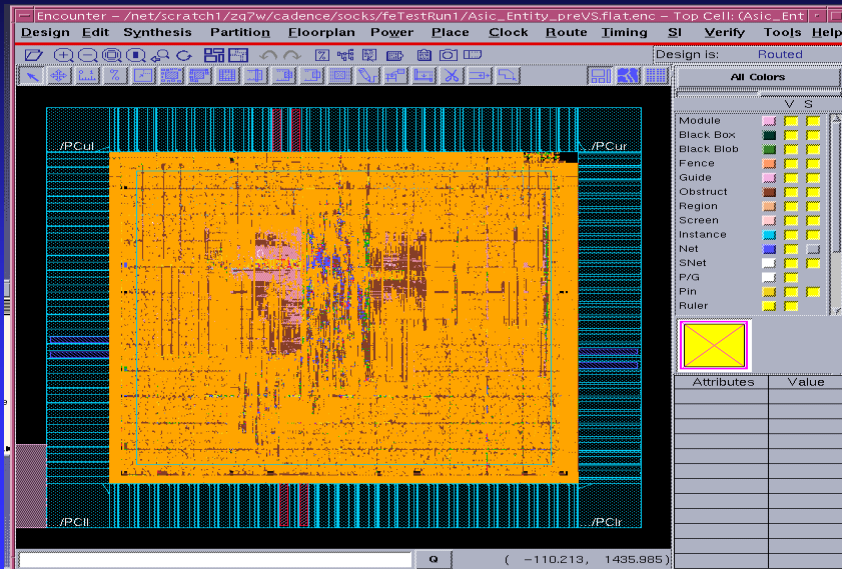 Encounter – /net/scratch1/zq7w/cadence/socks/feTestRun1/Asic_Entity_preVS.flat.enc – Top Cell: (Asic_Ent
Design Edit Synthesis Partition Floorplan Power Place Clock Route Timing SI Verify Tools Help
Design is: Routed
All Colors
V S
Module
Black Box
Black Blob
Fence
Guide
Obstruct
Region
Screen
Instance
Net
SNet
P/G
Pin
Ruler
/PCul
/PCur
/PCll
/PClr
Attributes Value
Q ( -110.213, 1435.985)